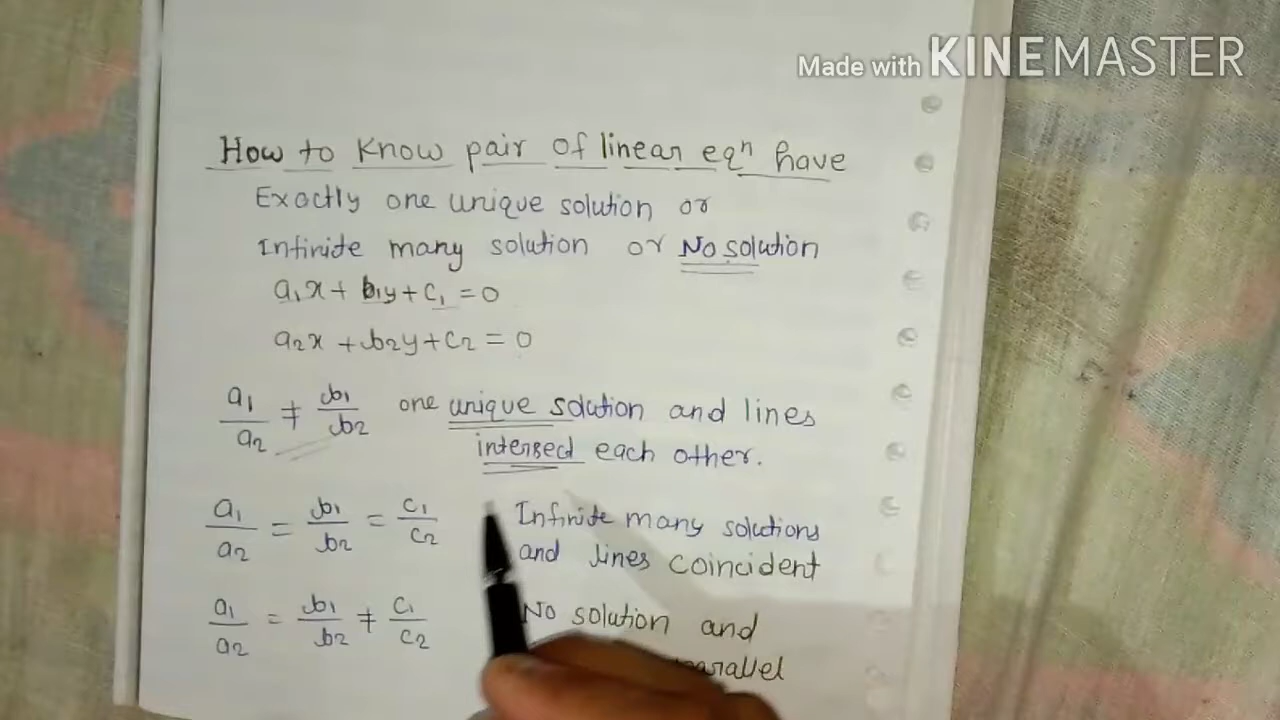 Made with KINEMASTER
How to know pair of linear eqⁿ have
Exactly one unique solution or
Infinite many solution or No solution
a₁x + b₁y + c₁ = 0
a₂x + b₂y + c₂ = 0
a₁/a₂ ≠ b₁/b₂ one unique solution and lines
intersect each other.
a₁/a₂ = b₁/b₂ = c₁/c₂ Infinite many solutions
and lines coincident
a₁/a₂ = b₁/b₂ ≠ c₁/c₂ No solution and
parallel